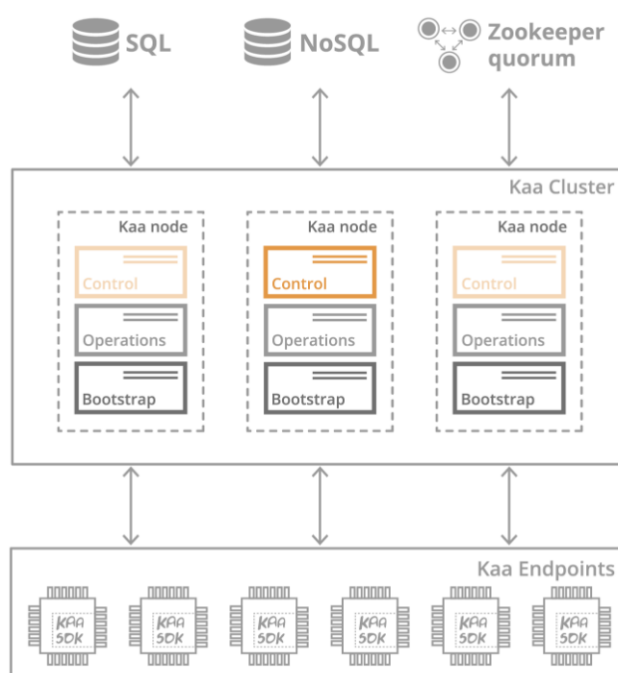 SQL
NoSQL
Zookeeper
quorum
Kaa Cluster
Kaa node
Control
Operations
Bootstrap
Kaa node
Control
Operations
Bootstrap
Kaa node
Control
Operations
Bootstrap
Kaa Endpoints
KAA
SDK
KAA
SDK
KAA
SDK
KAA
SDK
KAA
SDK
KAA
SDK